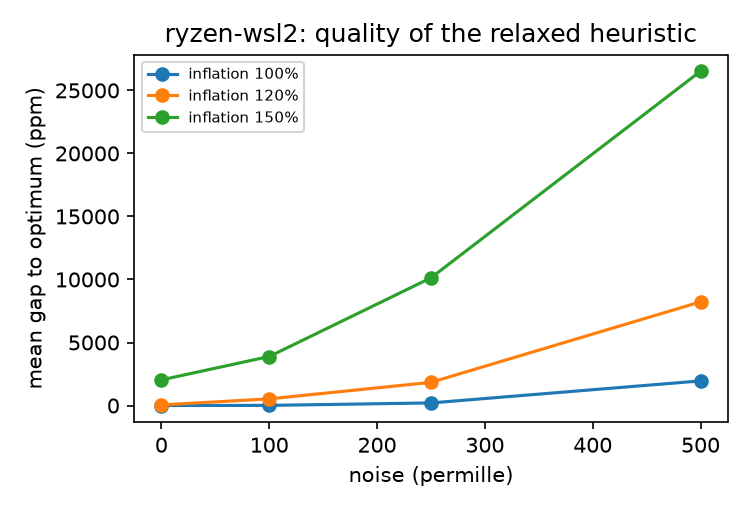 ryzen-wsl2: quality of the relaxed heuristic
inflation 100%
inflation 120%
inflation 150%
mean gap to optimum (ppm)
25000
20000
15000
10000
5000
0
0 100 200 300 400 500
noise (permille)